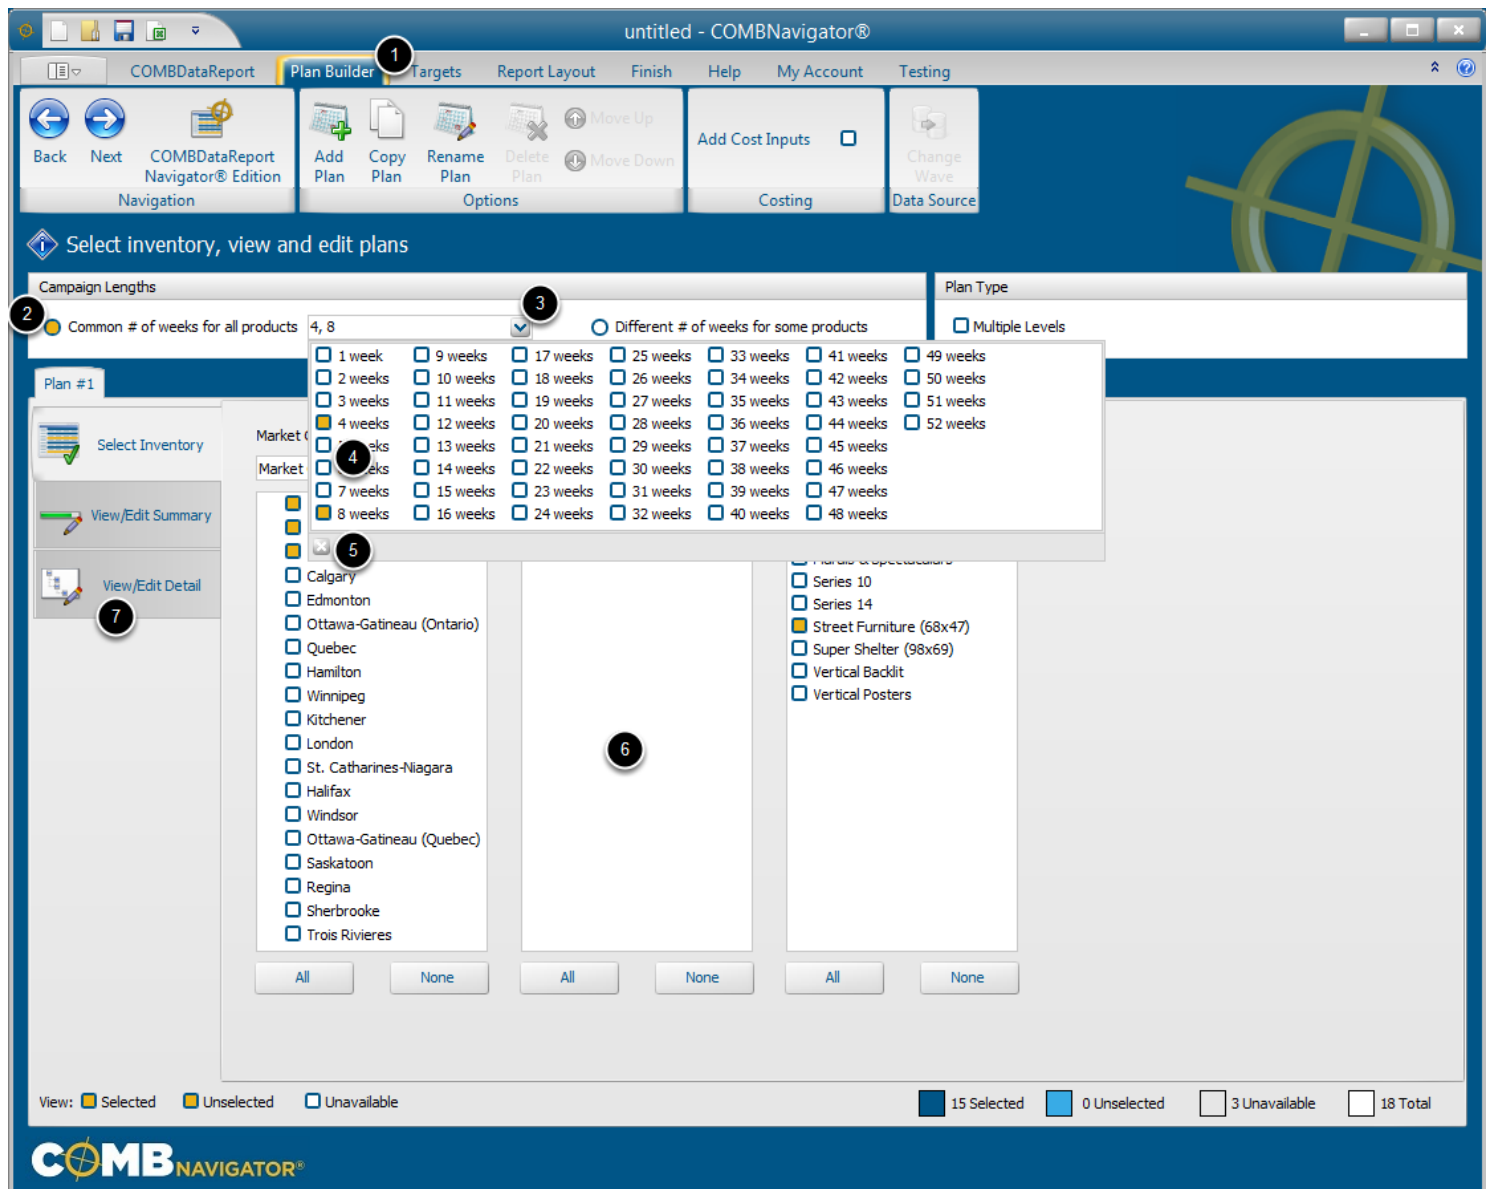 untitled - COMBNavigator®
1
COMBDataReport Plan Builder Targets Report Layout Finish Help My Account Testing
Back Next COMBDataReport Navigator® Edition
Add Plan Copy Plan Rename Plan Delete Plan Move Up Move Down
Add Cost Inputs
Change Wave
Navigation Options Costing Data Source
Select inventory, view and edit plans
Campaign Lengths Plan Type
2 3
Common # of weeks for all products 4, 8 Different # of weeks for some products Multiple Levels
1 week 9 weeks 17 weeks 25 weeks 33 weeks 41 weeks 49 weeks
Plan #1 2 weeks 10 weeks 18 weeks 26 weeks 34 weeks 42 weeks 50 weeks
3 weeks 11 weeks 19 weeks 27 weeks 35 weeks 43 weeks 51 weeks
4 weeks 12 weeks 20 weeks 28 weeks 36 weeks 44 weeks 52 weeks
Select Inventory Market 13 weeks 21 weeks 29 weeks 37 weeks 45 weeks
4
Market 14 weeks 22 weeks 30 weeks 38 weeks 46 weeks
7 weeks 15 weeks 23 weeks 31 weeks 39 weeks 47 weeks
View/Edit Summary 8 weeks 16 weeks 24 weeks 32 weeks 40 weeks 48 weeks
5
View/Edit Detail
7
Calgary
Edmonton
Ottawa-Gatineau (Ontario)
Quebec
Hamilton
Winnipeg
Kitchener
London
St. Catharines-Niagara
Halifax
Windsor
Ottawa-Gatineau (Quebec)
Saskatoon
Regina
Sherbrooke
Trois Rivieres
6
Series 10
Series 14
Street Furniture (68x47)
Super Shelter (98x69)
Vertical Backlit
Vertical Posters
All None All None All None
View: Selected Unselected Unavailable 15 Selected 0 Unselected 3 Unavailable 18 Total
COMBNAVIGATOR®